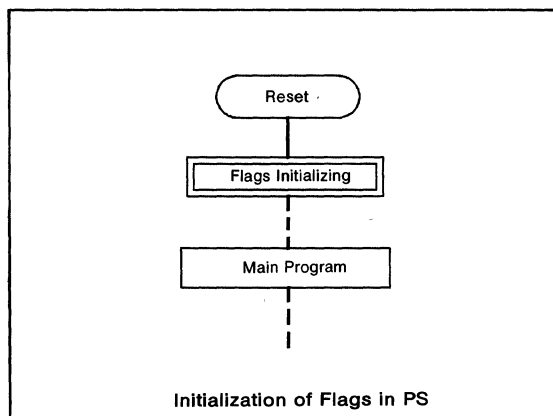 Reset
Flags Initializing
Main Program
Initialization of Flags in PS